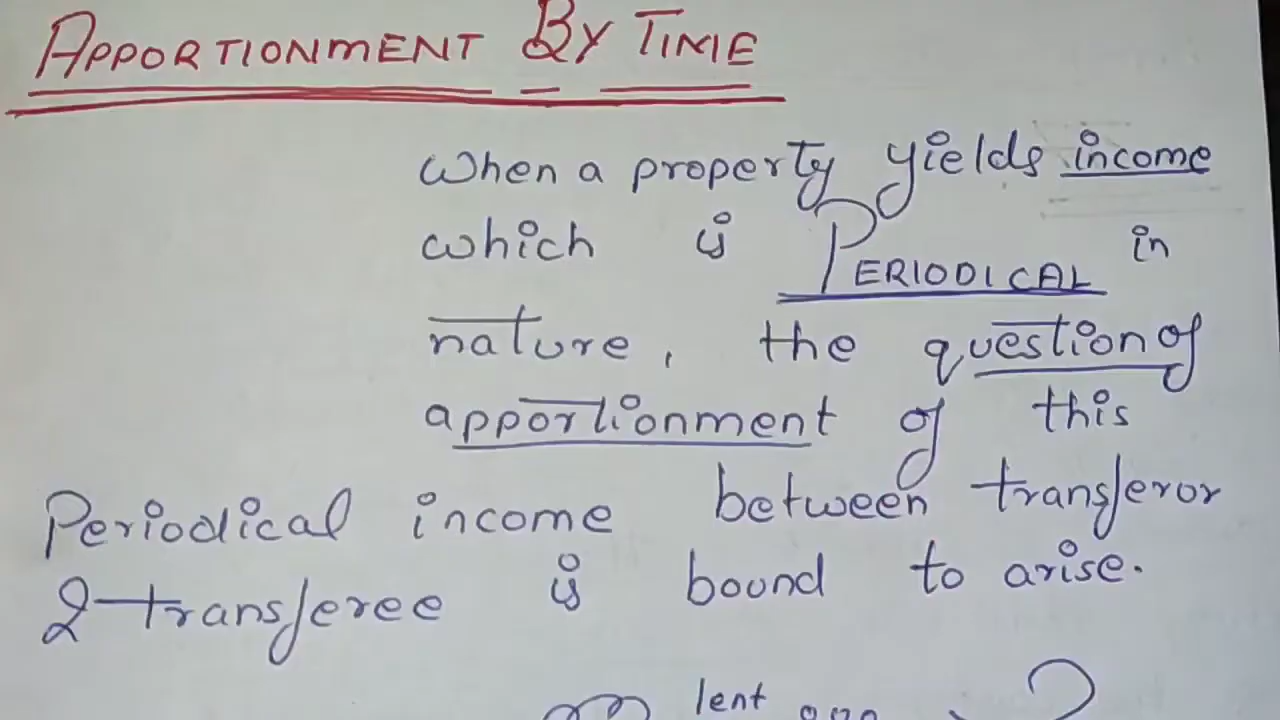 APPORTIONMENT BY TIME
When a property yields income
which is PERIODICAL in
nature, the question of
apportionment of this
Periodical income between transferor
& transferee is bound to arise.
lent